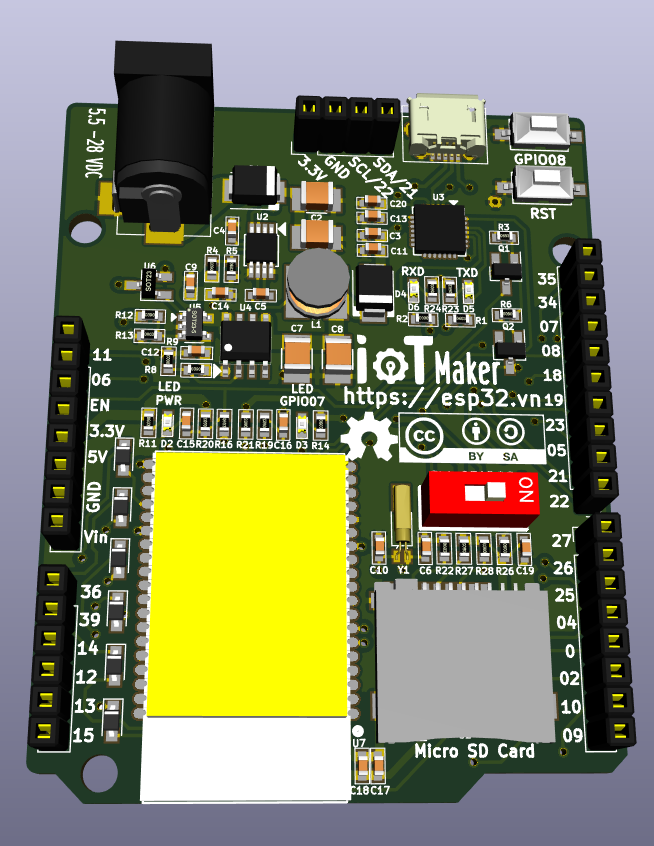 5.5 - 28 VDC
3.3V
GND
SCL/22
SDA/21
GPIO08
RST
U2
C2
U3
C4
C20
C13
C3
C11
R3
Q1
R4
R5
U6
SOT23
C9
C14
C5
L1
RXD
TXD
D4
D6
R24
R23
D5
R2
R1
R6
Q2
R12
R13
U4
C7
C8
C12
R9
R8
LED
PWR
LED
GPIO07
IoT Maker
https://esp32.vn
R11
D2
C15
R20
R16
R21
R19
C16
D3
R14
cc
BY SA
NO
C10
Y1
C6
R22
R27
R28
R26
C19
11
06
EN
3.3V
5V
GND
Vin
36
39
14
12
13
15
35
34
07
08
18
19
23
05
21
22
27
26
25
04
0
02
10
09
Micro SD Card
U7
C18
C17